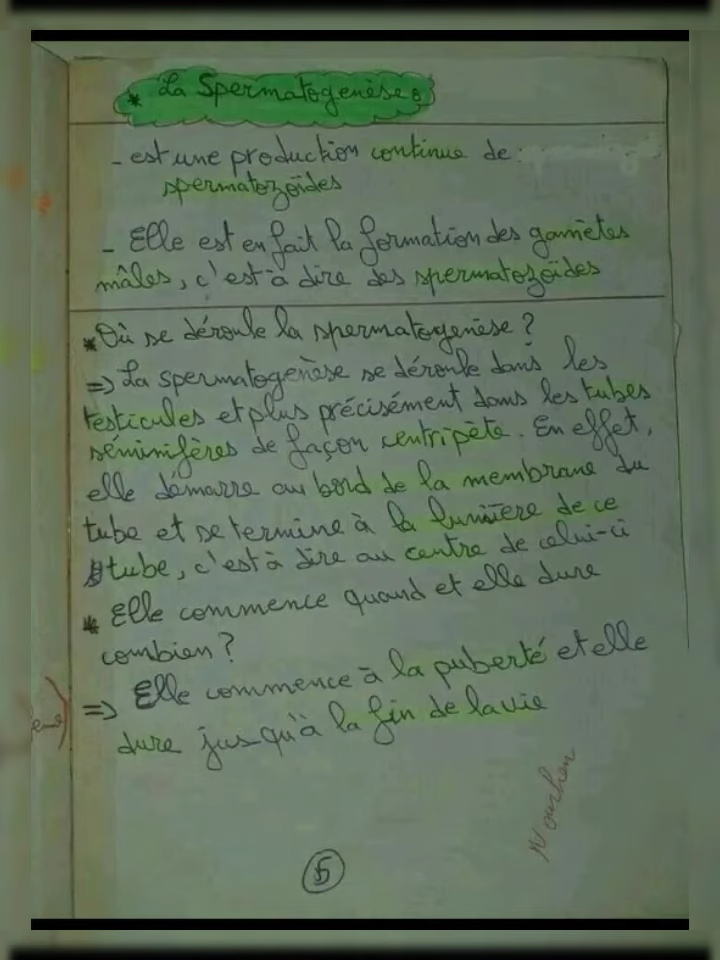 * La Spermatogenèse :
- est une production continue de :
spermatozoïdes
- Elle est en fait la formation des gamètes
mâles, c'est à dire des spermatozoïdes
* Où se déroule la spermatogenèse ?
=> La spermatogenèse se déroule dans les
testicules et plus précisément dans les tubes
séminifères de façon centripète. En effet,
elle démarre au bord de la membrane du
tube et se termine à la lumière de ce
tube, c'est à dire au centre de celui-ci
* Elle commence quand et elle dure
combien ?
=> Elle commence à la puberté et elle
dure jusqu'à la fin de la vie
Nourhen
5